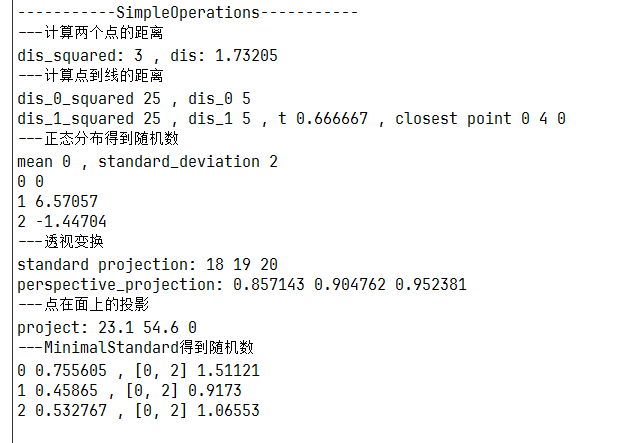 -----------SimpleOperations-----------
---计算两个点的距离
dis_squared: 3 , dis: 1.73205
---计算点到线的距离
dis_0_squared 25 , dis_0 5
dis_1_squared 25 , dis_1 5 , t 0.666667 , closest point 0 4 0
---正态分布得到随机数
mean 0 , standard_deviation 2
0 0
1 6.57057
2 -1.44704
---透视变换
standard projection: 18 19 20
perspective_projection: 0.857143 0.904762 0.952381
---点在面上的投影
project: 23.1 54.6 0
---MinimalStandard得到随机数
0 0.755605 , [0, 2] 1.51121
1 0.45865 , [0, 2] 0.9173
2 0.532767 , [0, 2] 1.06553